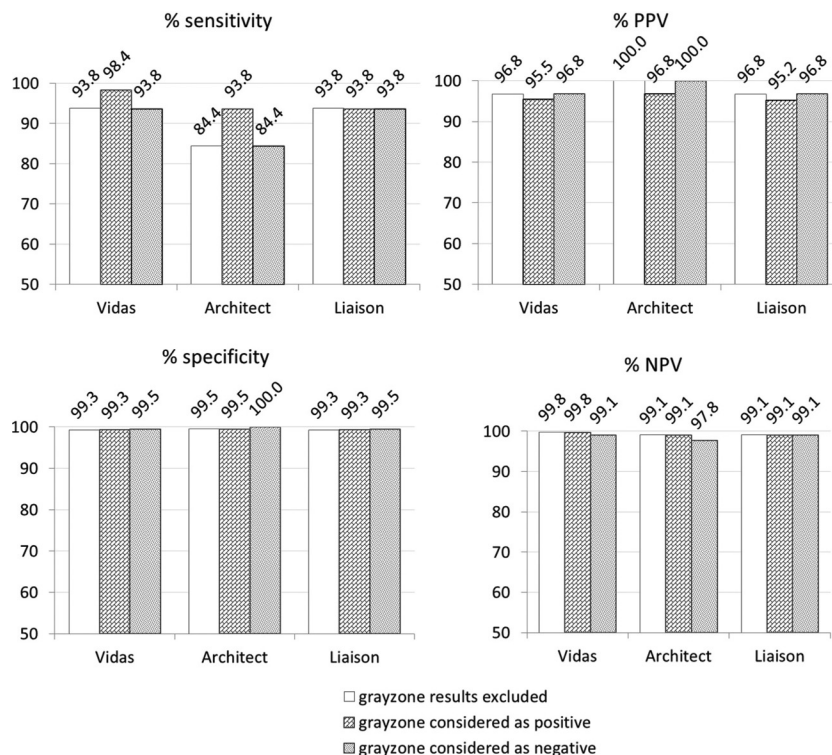 % sensitivity
93.8 98.4 93.8 84.4 93.8 84.4 93.8 93.8 93.8
100
90
80
70
60
50
Vidas Architect Liaison
% PPV
96.8 95.5 96.8 100.0 96.8 100.0 96.8 95.2 96.8
100
90
80
70
60
50
Vidas Architect Liaison
% specificity
99.3 99.3 99.5 99.5 99.5 100.0 99.3 99.3 99.5
100
90
80
70
60
50
Vidas Architect Liaison
% NPV
99.8 99.8 99.1 99.1 99.1 97.8 99.1 99.1 99.1
100
90
80
70
60
50
Vidas Architect Liaison
grayzone results excluded
grayzone considered as positive
grayzone considered as negative